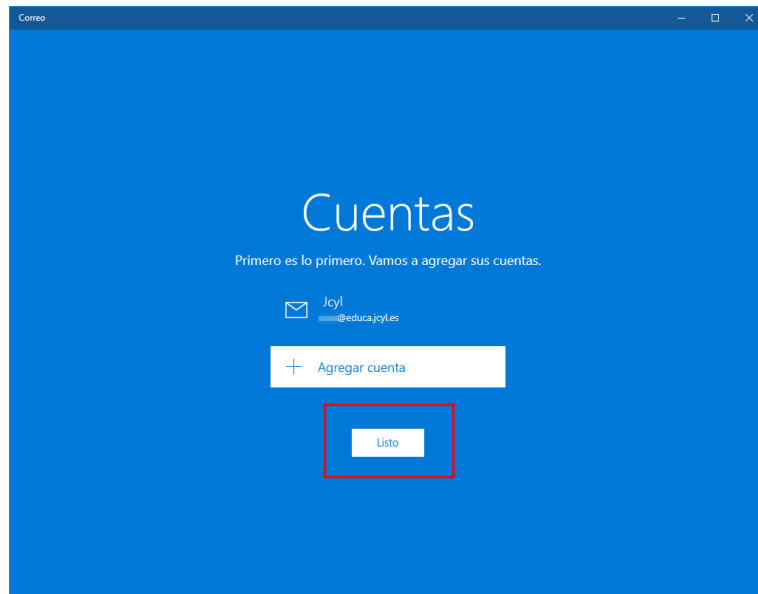 Correo
Cuentas
Primero es lo primero. Vamos a agregar sus cuentas.
Jcyl
@educa.jcyl.es
Agregar cuenta
Listo